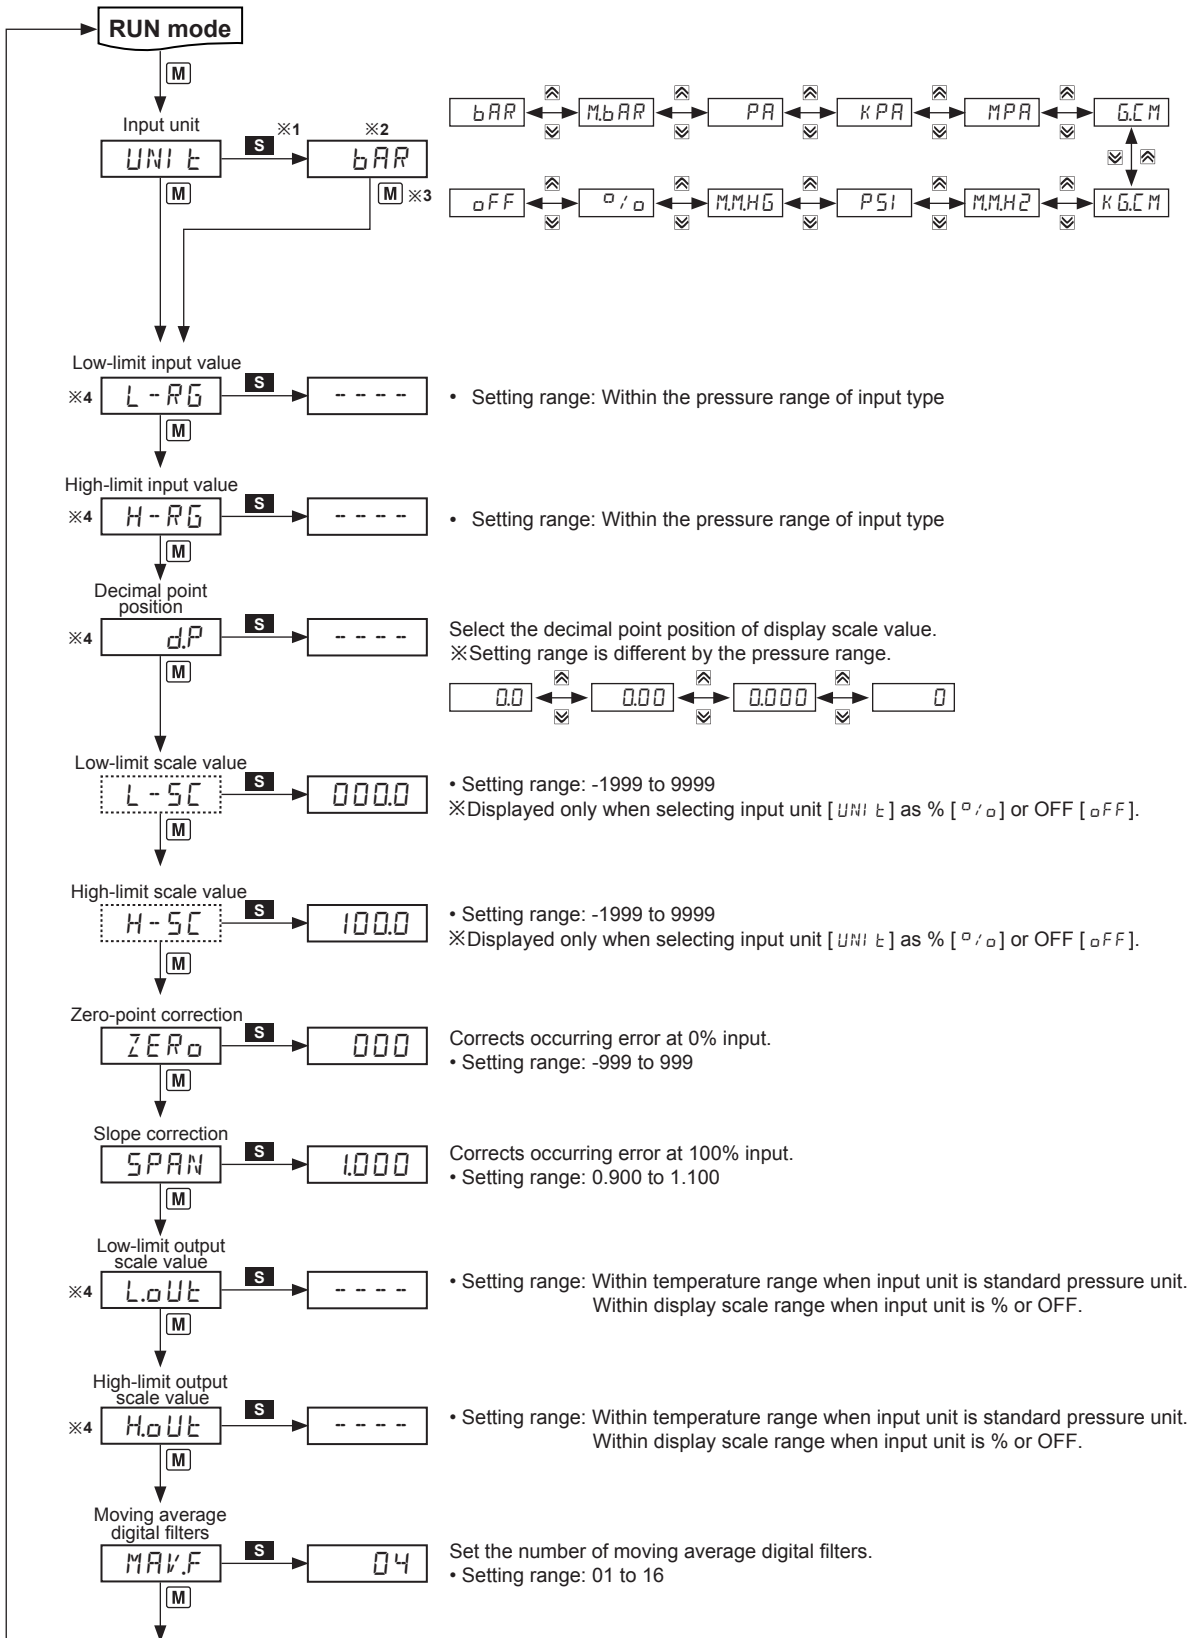 RUN mode
M
bAR M.bAR PA KPA MPA G.CM
Input unit ※1 ※2
UNIt S bAR
M M ※3
oFF o/o M.M.HG PSI M.M.H2 KG.CM
Low-limit input value
※4 L-RG S ----
• Setting range: Within the pressure range of input type
M
High-limit input value
※4 H-RG S ----
• Setting range: Within the pressure range of input type
M
Decimal point
position
※4 d.P S ----
Select the decimal point position of display scale value.
※Setting range is different by the pressure range.
M
0.0 0.00 0.000 0
Low-limit scale value
L-SC S 000.0
• Setting range: -1999 to 9999
※Displayed only when selecting input unit [UNIt] as % [o/o] or OFF [oFF].
M
High-limit scale value
H-SC S 100.0
• Setting range: -1999 to 9999
※Displayed only when selecting input unit [UNIt] as % [o/o] or OFF [oFF].
M
Zero-point correction
ZERo S 000
Corrects occurring error at 0% input.
• Setting range: -999 to 999
M
Slope correction
SPAN S 1.000
Corrects occurring error at 100% input.
• Setting range: 0.900 to 1.100
M
Low-limit output
scale value
※4 L.oUt S ----
• Setting range: Within temperature range when input unit is standard pressure unit.
Within display scale range when input unit is % or OFF.
M
High-limit output
scale value
※4 H.oUt S ----
• Setting range: Within temperature range when input unit is standard pressure unit.
Within display scale range when input unit is % or OFF.
M
Moving average
digital filters
MAV.F S 04
Set the number of moving average digital filters.
• Setting range: 01 to 16
M